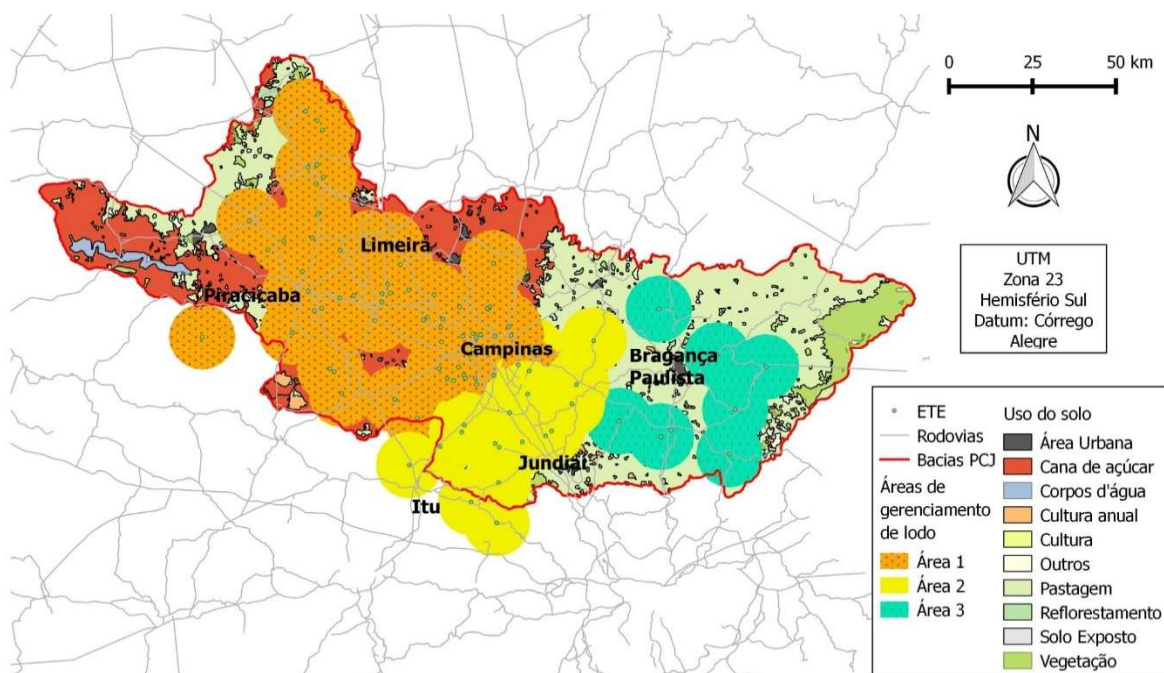 0 25 50 km
N
UTM
Zona 23
Hemisfério Sul
Datum: Córrego
Alegre
Limeira
Piracicaba
Campinas
Bragança
Paulista
Jundiaí
Itu
ETE
Rodovias
Bacias PCJ
Áreas de
gerenciamento
de lodo
Área 1
Área 2
Área 3
Uso do solo
Área Urbana
Cana de açúcar
Corpos d'água
Cultura anual
Cultura
Outros
Pastagem
Reflorestamento
Solo Exposto
Vegetação